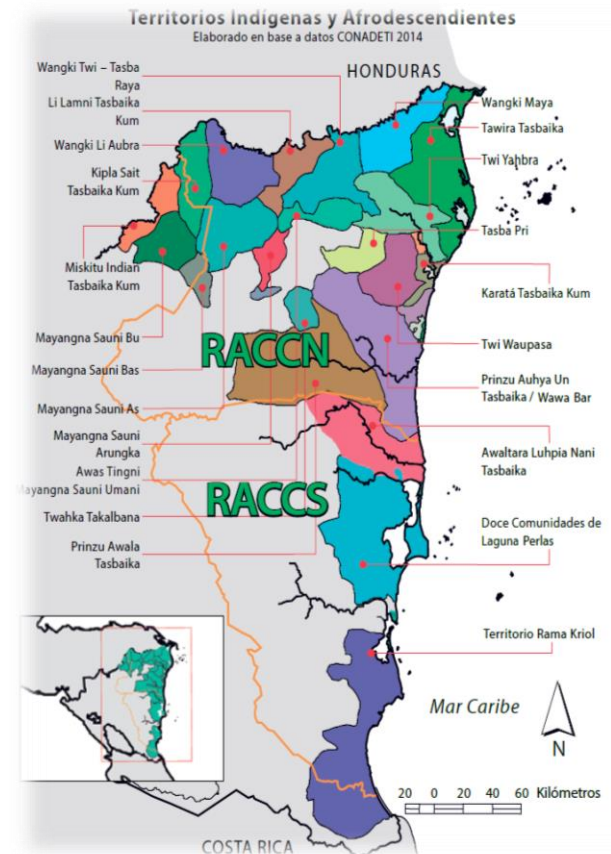 Territorios Indígenas y Afrodescendientes
Elaborado en base a datos CONADETI 2014
HONDURAS
Wangki Twi – Tasba
Raya
Li Lamni Tasbaika
Kum
Wangki Li Aubra
Kipla Sait
Tasbaika Kum
Miskitu Indian
Tasbaika Kum
Mayangna Sauni Bu
Mayangna Sauni Bas
Mayangna Sauni As
Mayangna Sauni
Arungka
Awas Tingni
Mayangna Sauni Umani
Twahka Takalbana
Prinzu Awala
Tasbaika
Wangki Maya
Tawira Tasbaika
Twi Yahbra
Tasba Pri
Karatá Tasbaika Kum
Twi Waupasa
Prinzu Auhya Un
Tasbaika / Wawa Bar
Awaltara Luhpia Nani
Tasbaika
Doce Comunidades de
Laguna Perlas
Territorio Rama Kriol
RACCN
RACCS
Mar Caribe
N
20 0 20 40 60 Kilómetros
COSTA RICA